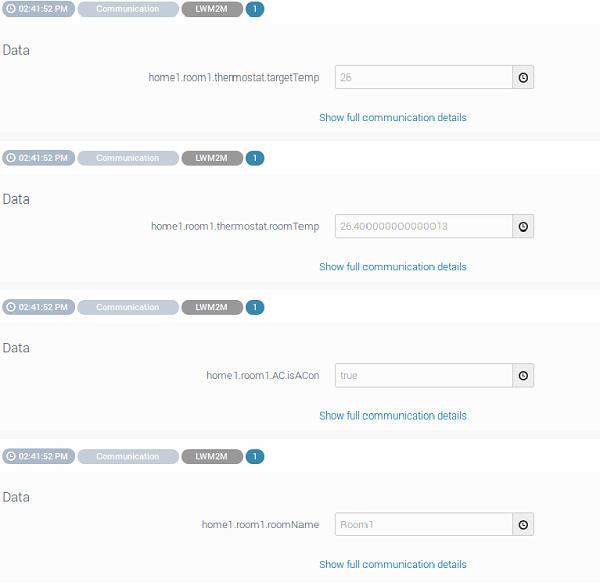 02:41:52 PM Communication LWM2M 1
Data
home1.room1.thermostat.targetTemp 26
Show full communication details
02:41:52 PM Communication LWM2M 1
Data
home1.room1.thermostat.roomTemp 26.400000000000013
Show full communication details
02:41:52 PM Communication LWM2M 1
Data
home1.room1.AC.isACon true
Show full communication details
02:41:52 PM Communication LWM2M 1
Data
home1.room1.roomName Room1
Show full communication details